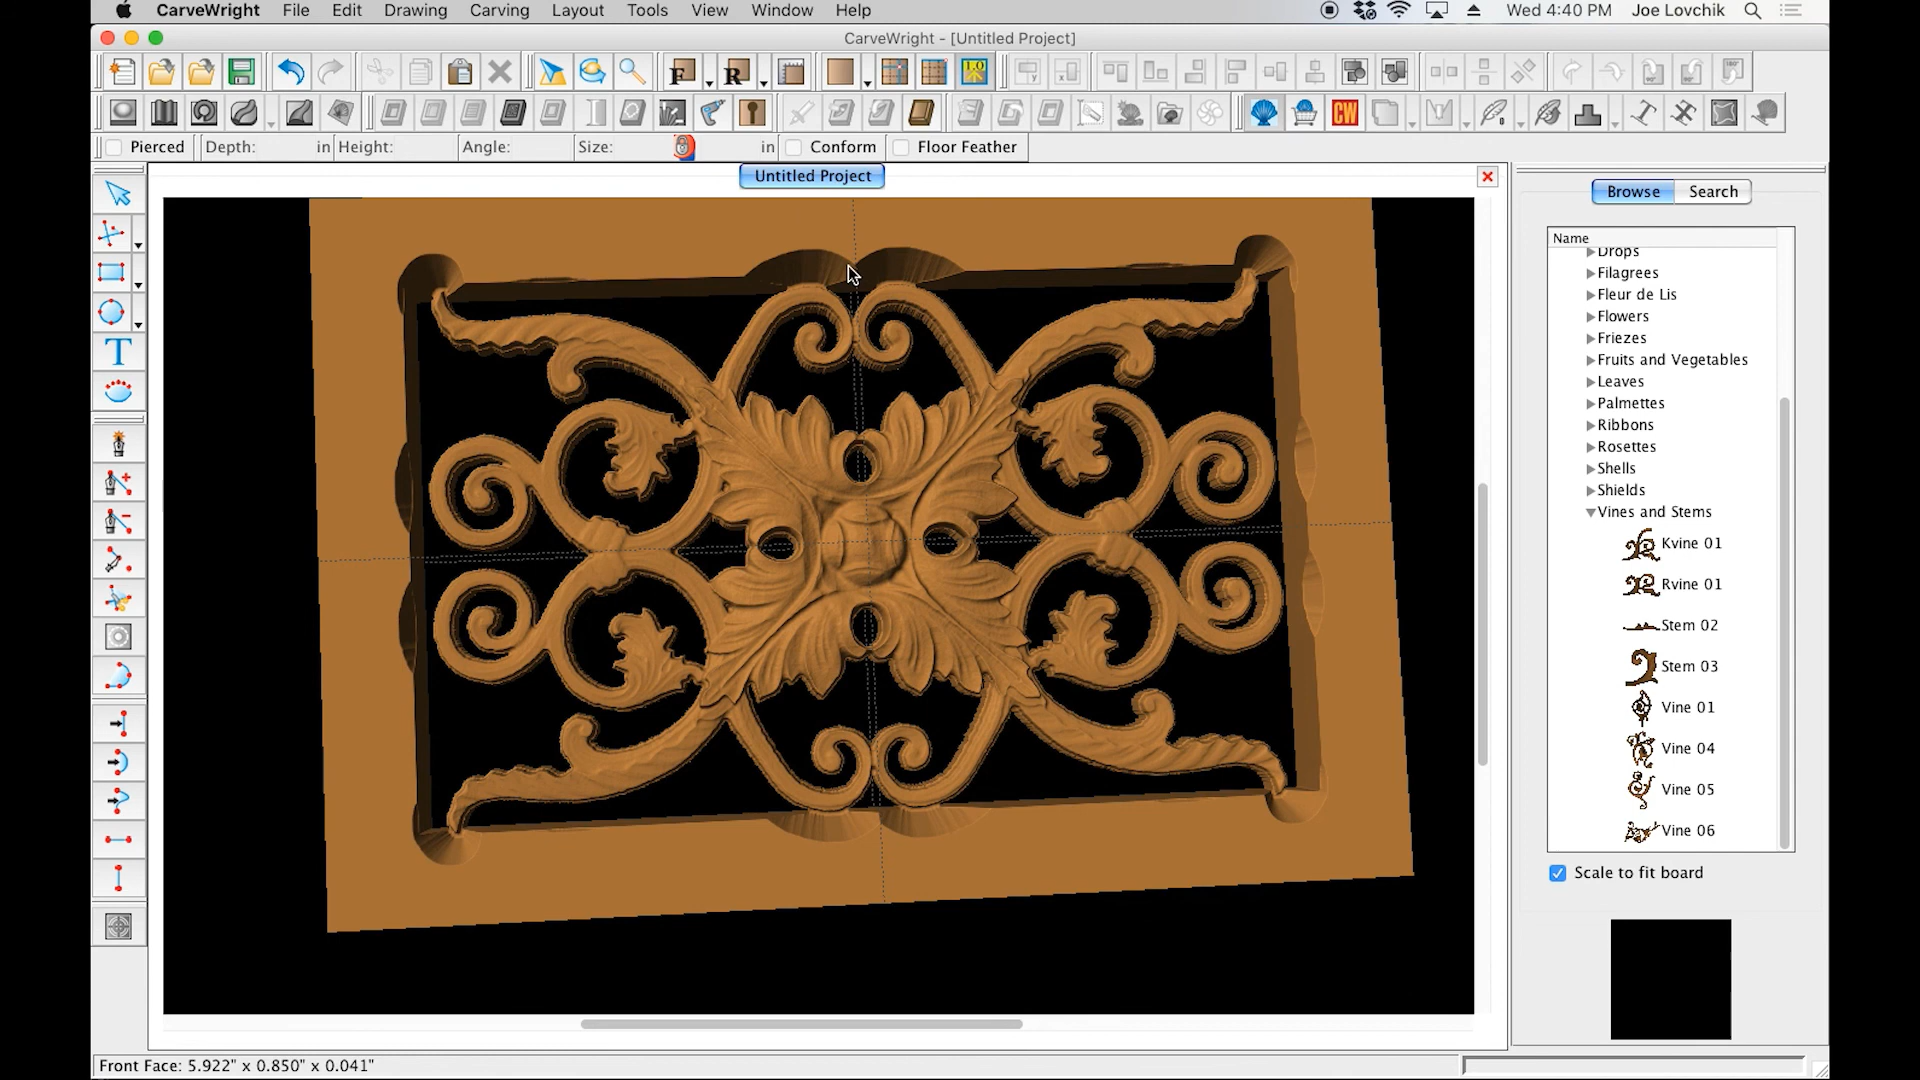 CarveWright File Edit Drawing Carving Layout Tools View Window Help Wed 4:40 PM Joe Lovchik
CarveWright - [Untitled Project]
F R 1.0
CW
Pierced Depth: in Height: Angle: Size: in Conform Floor Feather
Untitled Project
Browse Search
Name
Drops
Filagrees
Fleur de Lis
Flowers
Friezes
Fruits and Vegetables
Leaves
Palmettes
Ribbons
Rosettes
Shells
Shields
Vines and Stems
Kvine 01
Rvine 01
Stem 02
Stem 03
Vine 01
Vine 04
Vine 05
Vine 06
Scale to fit board
T
Front Face: 5.922" x 0.850" x 0.041"